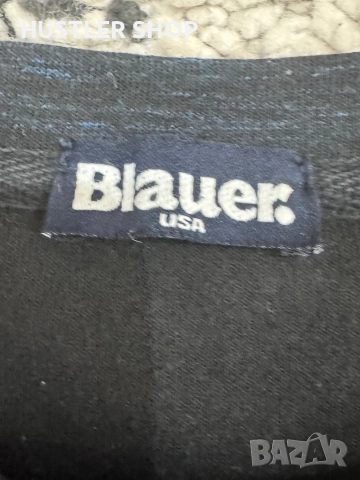 HUSTLER SHOP
Blauer.
USA
BAZAR